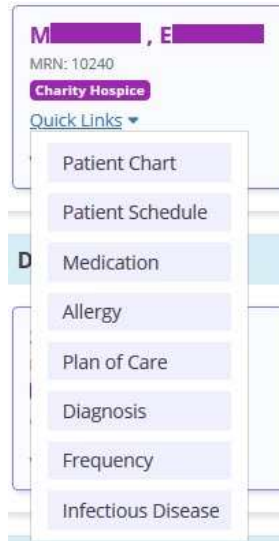 M , E
MRN: 10240
Charity Hospice
Quick Links
Patient Chart
Patient Schedule
D
Medication
Allergy
Plan of Care
Diagnosis
Frequency
Infectious Disease